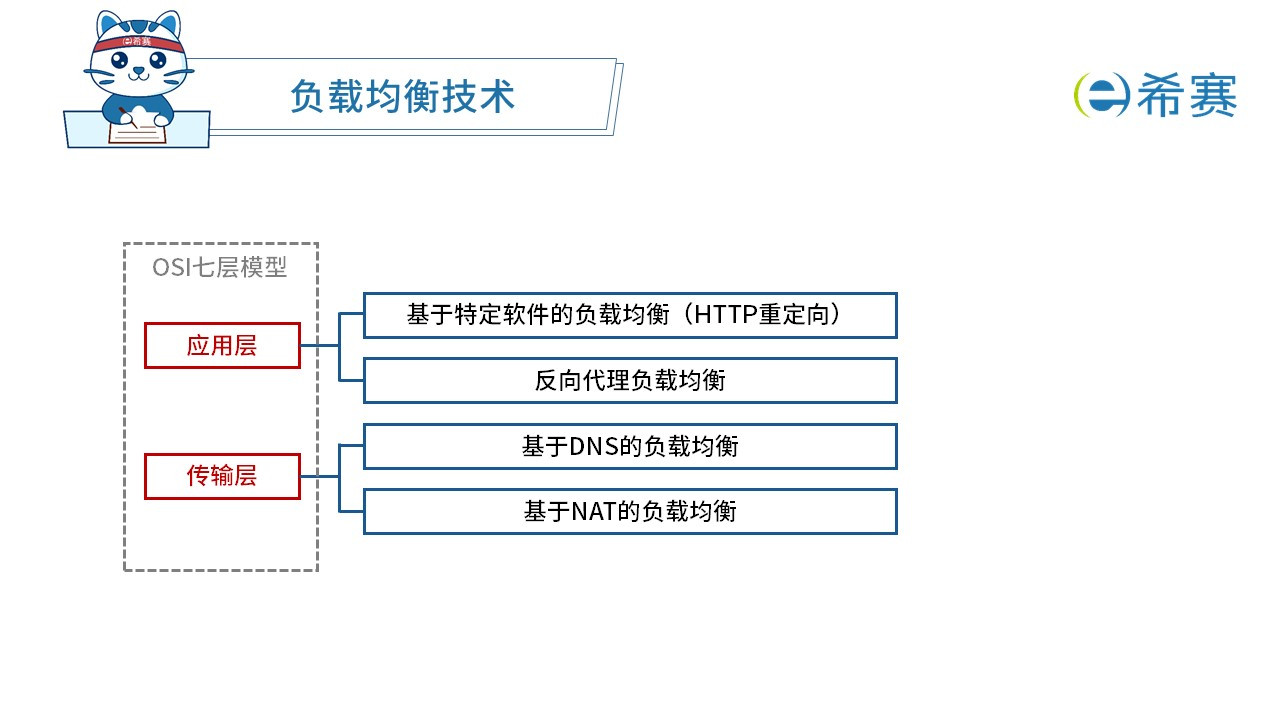 希赛
负载均衡技术
希赛
OSI七层模型
应用层
基于特定软件的负载均衡（HTTP重定向）
反向代理负载均衡
传输层
基于DNS的负载均衡
基于NAT的负载均衡